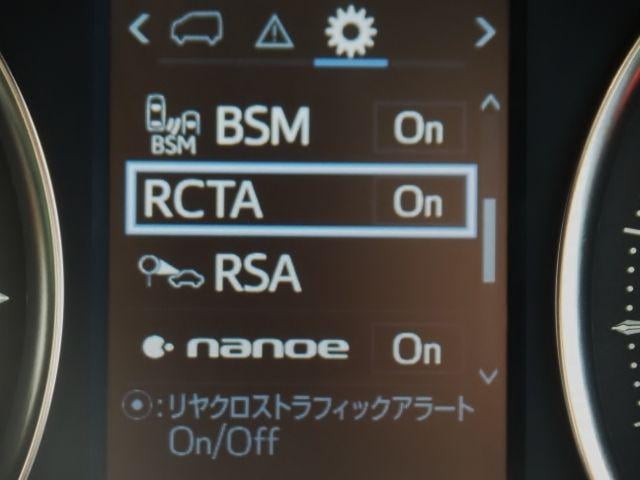 BSM BSM On
RCTA On
RSA
nanoe On
:リヤクロストラフィックアラート
On/Off